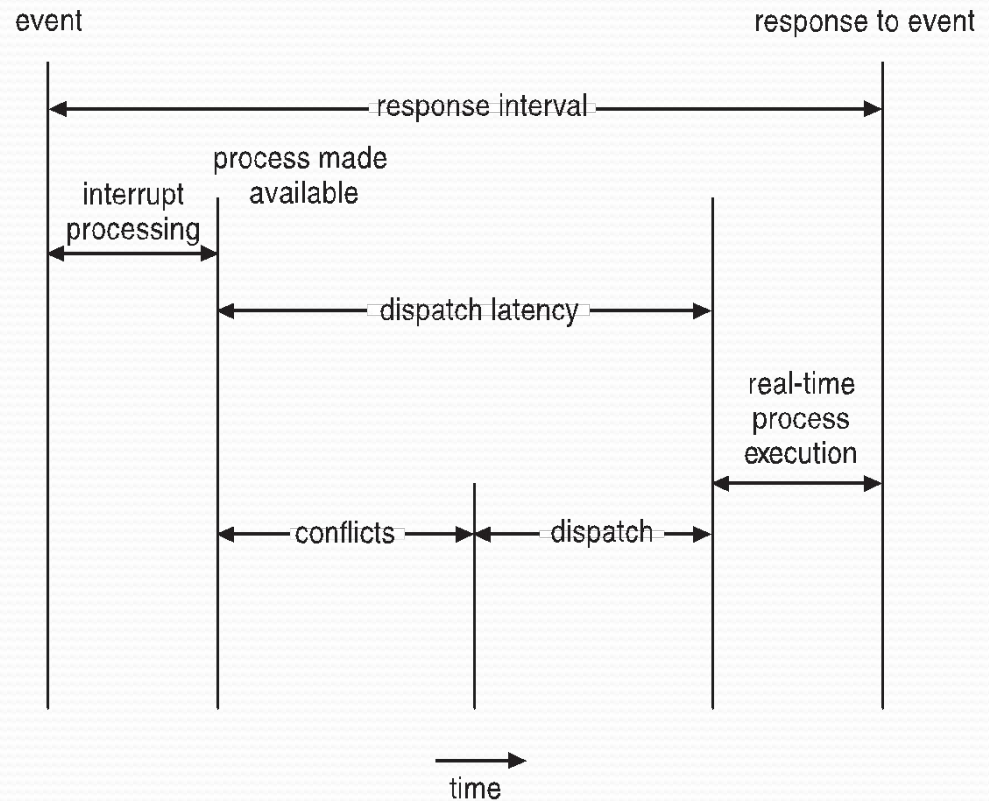 event
response to event
response interval
process made
available
interrupt
processing
dispatch latency
real-time
process
execution
conflicts
dispatch
time